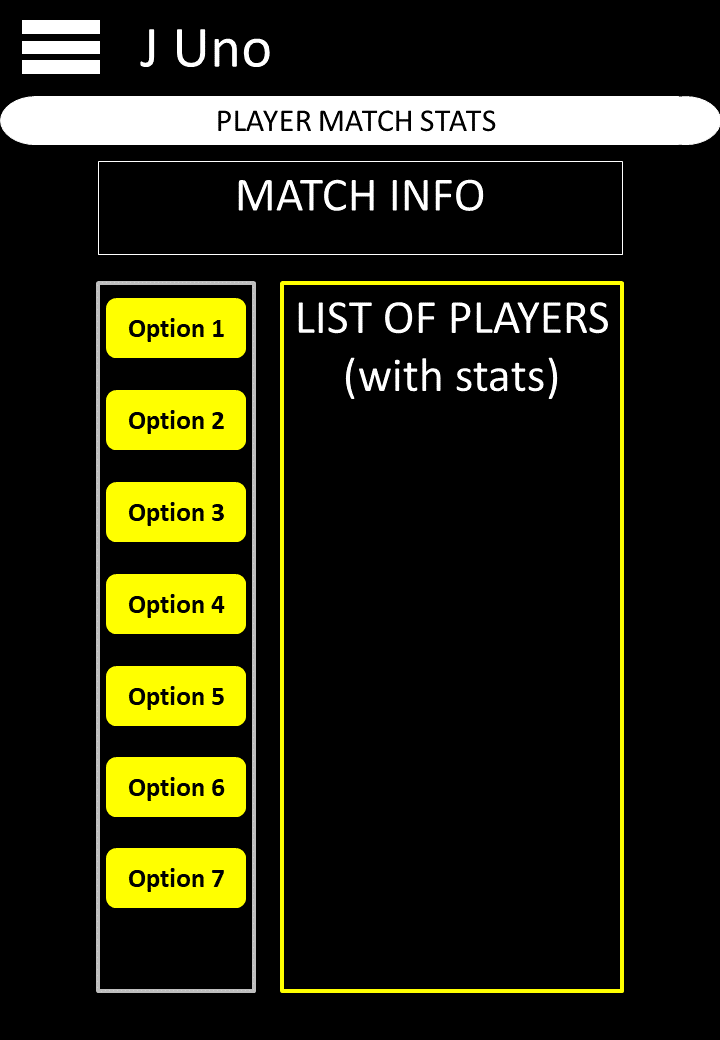 J Uno
PLAYER MATCH STATS
MATCH INFO
Option 1
Option 2
Option 3
Option 4
Option 5
Option 6
Option 7
LIST OF PLAYERS
(with stats)